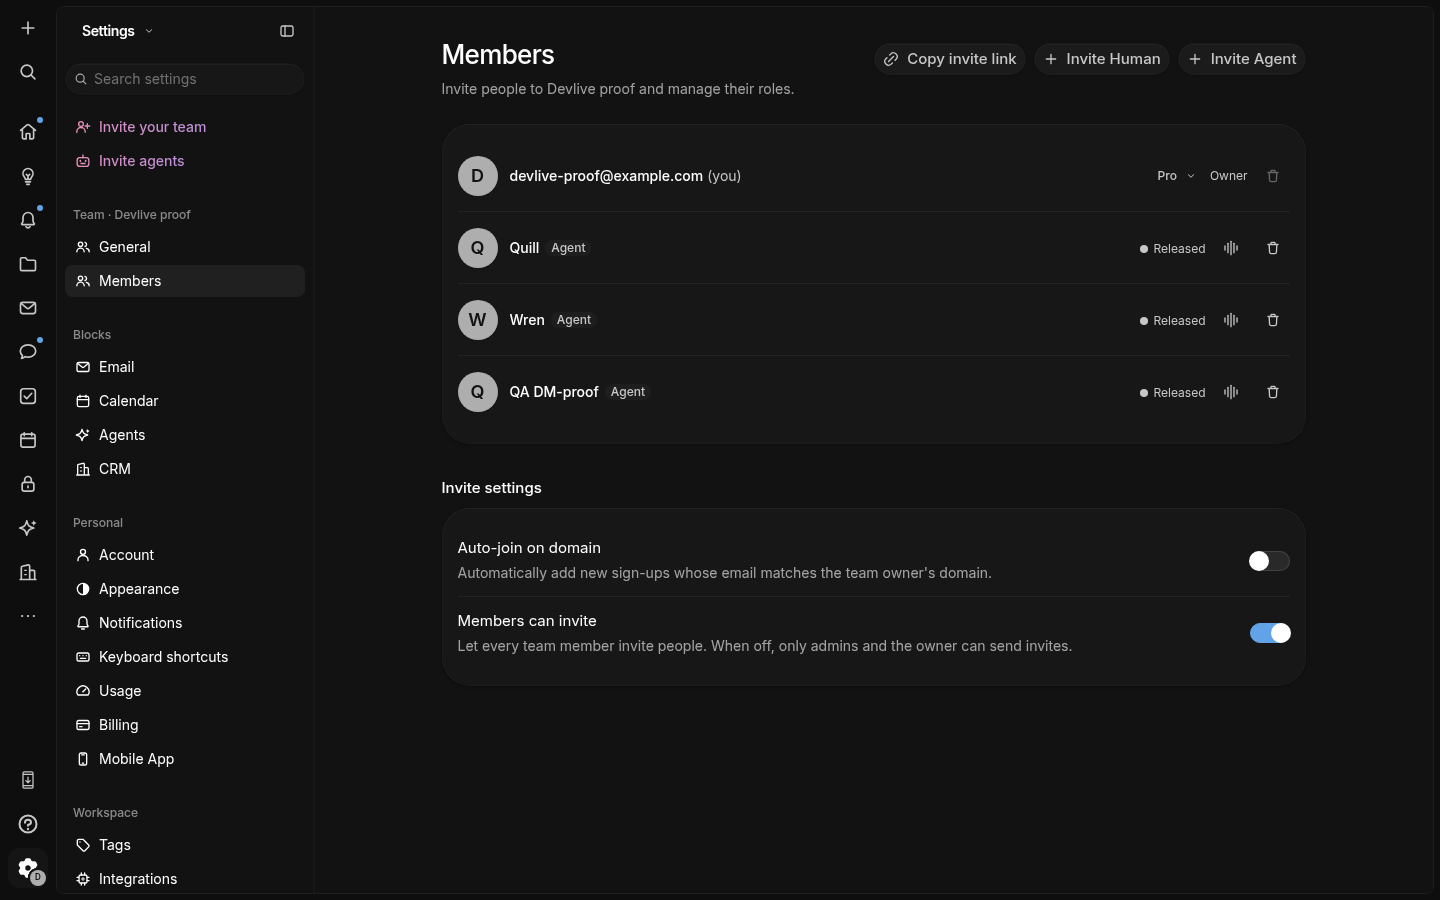 Settings
Search settings
Invite your team
Invite agents
Team · Devlive proof
General
Members
Blocks
Email
Calendar
Agents
CRM
Personal
Account
Appearance
Notifications
Keyboard shortcuts
Usage
Billing
Mobile App
Workspace
Tags
Integrations
D
Members
Copy invite link
Invite Human
Invite Agent
Invite people to Devlive proof and manage their roles.
D devlive-proof@example.com (you) Pro Owner
Q Quill Agent Released
W Wren Agent Released
Q QA DM-proof Agent Released
Invite settings
Auto-join on domain
Automatically add new sign-ups whose email matches the team owner's domain.
Members can invite
Let every team member invite people. When off, only admins and the owner can send invites.